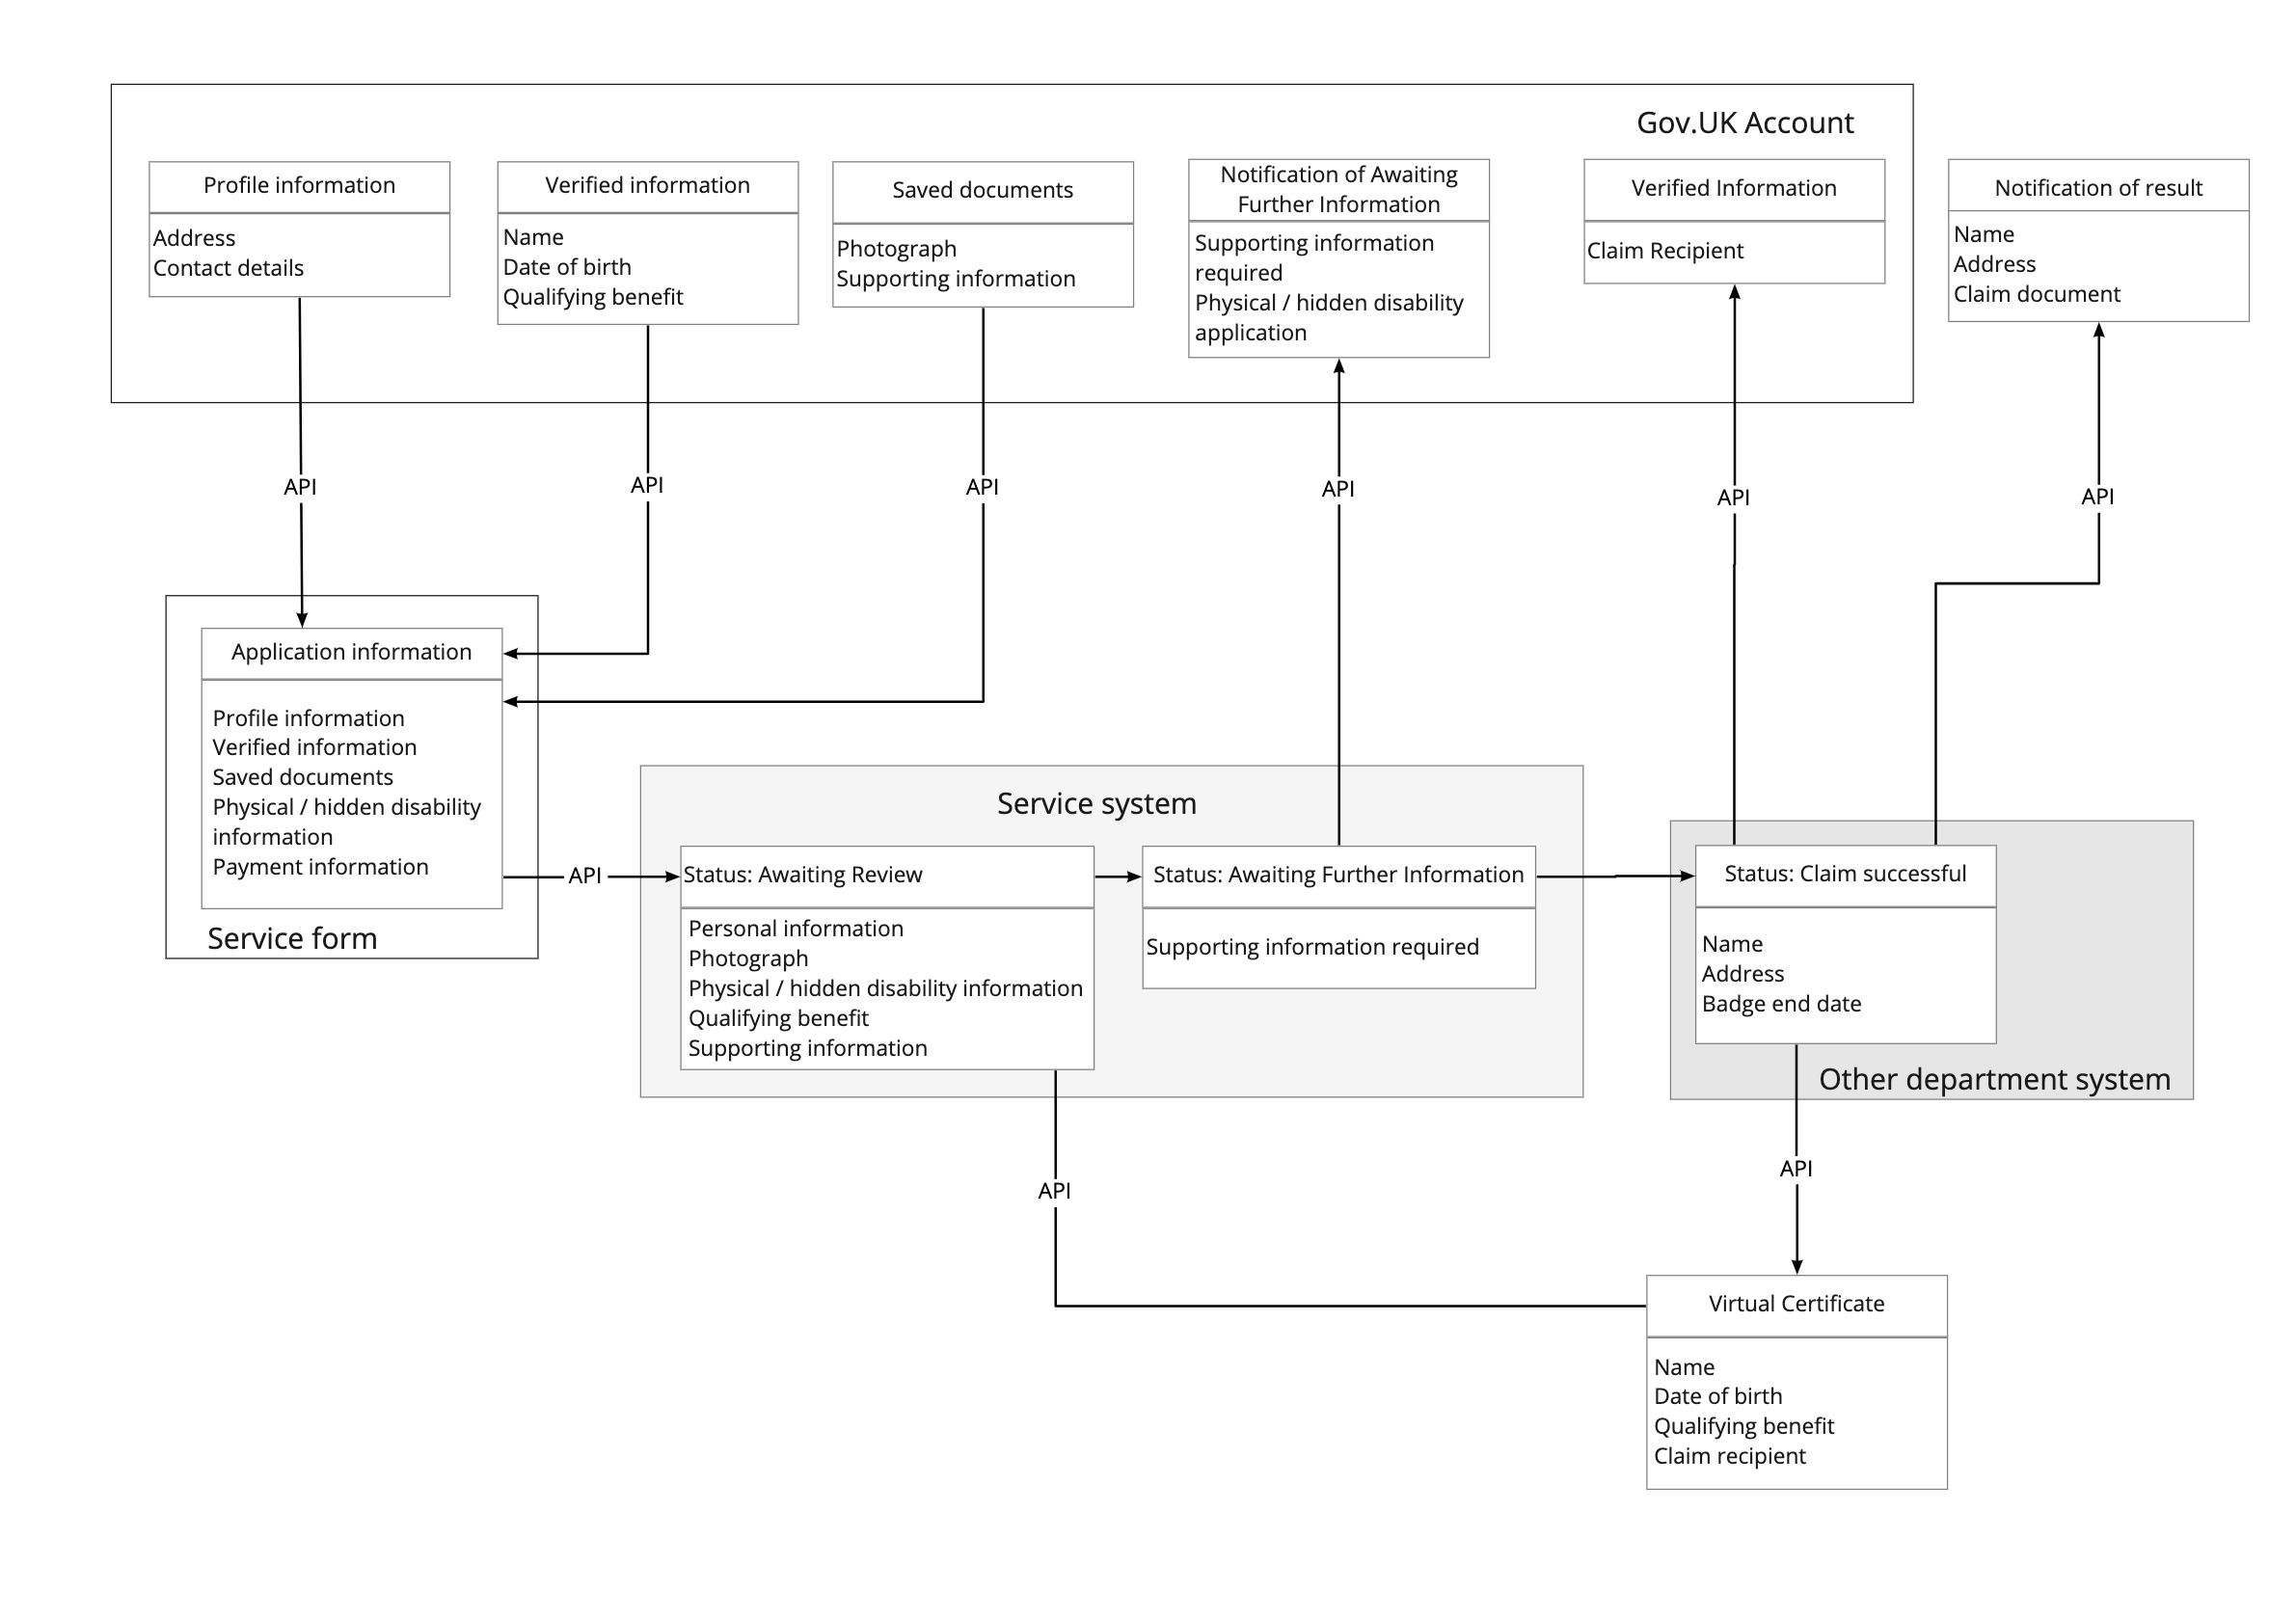 Gov.UK Account
Profile information
Address
Contact details
Verified information
Name
Date of birth
Qualifying benefit
Saved documents
Photograph
Supporting information
Notification of Awaiting
Further Information
Supporting information
required
Physical / hidden disability
application
Verified Information
Claim Recipient
Notification of result
Name
Address
Claim document
API
API
API
API
API
API
Application information
Profile information
Verified information
Saved documents
Physical / hidden disability
information
Payment information
Service form
API
Service system
Status: Awaiting Review
Personal information
Photograph
Physical / hidden disability information
Qualifying benefit
Supporting information
Status: Awaiting Further Information
Supporting information required
Status: Claim successful
Name
Address
Badge end date
Other department system
API
API
Virtual Certificate
Name
Date of birth
Qualifying benefit
Claim recipient